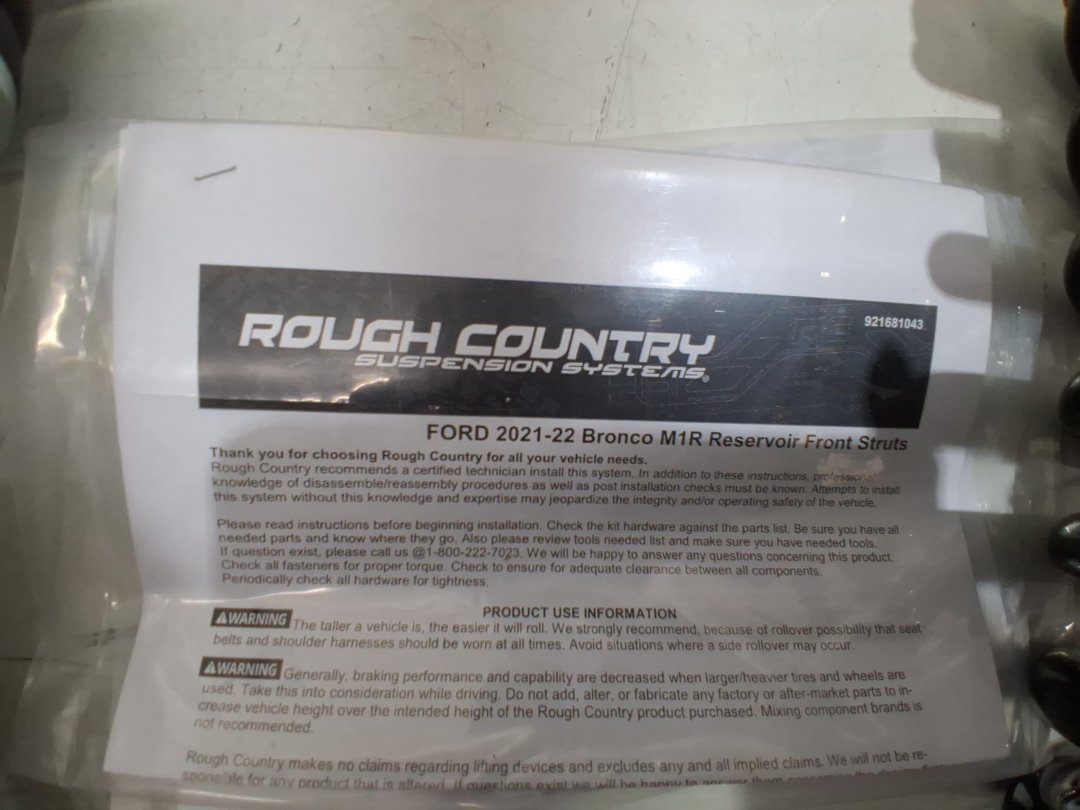 921681043
ROUGH COUNTRY
SUSPENSION SYSTEMS®
FORD 2021-22 Bronco M1R Reservoir Front Struts
Thank you for choosing Rough Country for all your vehicle needs.
Rough Country recommends a certified technician install this system. In addition to these instructions, professional
knowledge of disassemble/reassembly procedures as well as post installation checks must be known. Attempts to install
this system without this knowledge and expertise may jeopardize the integrity and/or operating safety of the vehicle.
Please read instructions before beginning installation. Check the kit hardware against the parts list. Be sure you have all
needed parts and know where they go. Also please review tools needed list and make sure you have needed tools.
If question exist, please call us @1-800-222-7023. We will be happy to answer any questions concerning this product.
Check all fasteners for proper torque. Check to ensure for adequate clearance between all components.
Periodically check all hardware for tightness.
PRODUCT USE INFORMATION
WARNING The taller a vehicle is, the easier it will roll. We strongly recommend, because of rollover possibility that seat
belts and shoulder harnesses should be worn at all times. Avoid situations where a side rollover may occur.
WARNING Generally, braking performance and capability are decreased when larger/heavier tires and wheels are
used. Take this into consideration while driving. Do not add, alter, or fabricate any factory or after-market parts to in-
crease vehicle height over the intended height of the Rough Country product purchased. Mixing component brands is
not recommended.
Rough Country makes no claims regarding lifting devices and excludes any and all implied claims. We will not be re-
sponsible for any product that is altered. If questions exist we will be happy to answer them